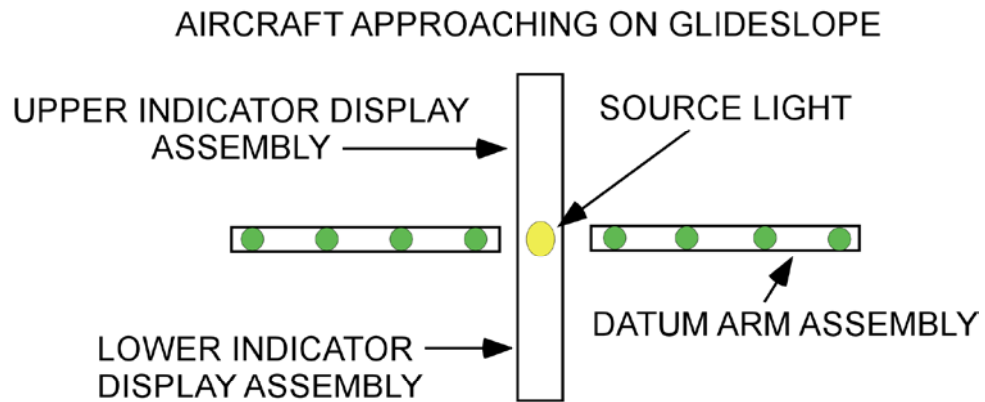 AIRCRAFT APPROACHING ON GLIDESLOPE
UPPER INDICATOR DISPLAY
ASSEMBLY
SOURCE LIGHT
DATUM ARM ASSEMBLY
LOWER INDICATOR
DISPLAY ASSEMBLY